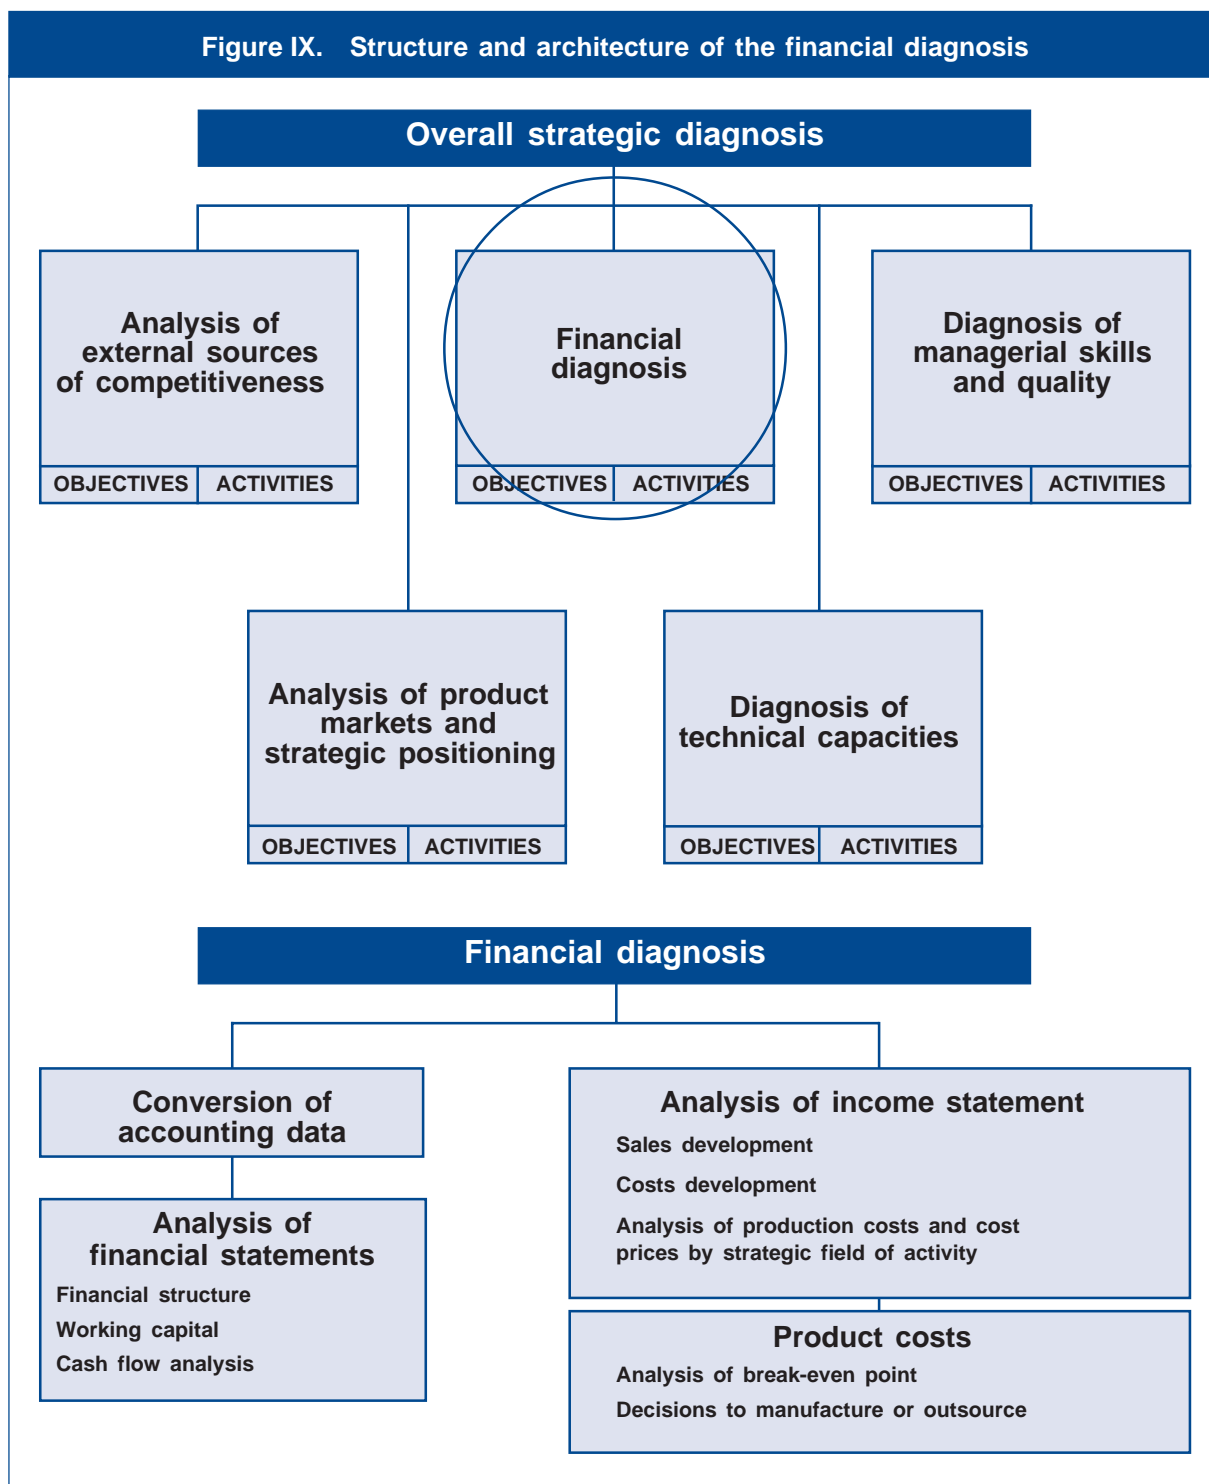 Figure IX. Structure and architecture of the financial diagnosis
Overall strategic diagnosis
Analysis of
external sources
of competitiveness
OBJECTIVES ACTIVITIES
Financial
diagnosis
OBJECTIVES ACTIVITIES
Diagnosis of
managerial skills
and quality
OBJECTIVES ACTIVITIES
Analysis of product
markets and
strategic positioning
OBJECTIVES ACTIVITIES
Diagnosis of
technical capacities
OBJECTIVES ACTIVITIES
Financial diagnosis
Conversion of
accounting data
Analysis of
financial statements
Financial structure
Working capital
Cash flow analysis
Analysis of income statement
Sales development
Costs development
Analysis of production costs and cost
prices by strategic field of activity
Product costs
Analysis of break-even point
Decisions to manufacture or outsource